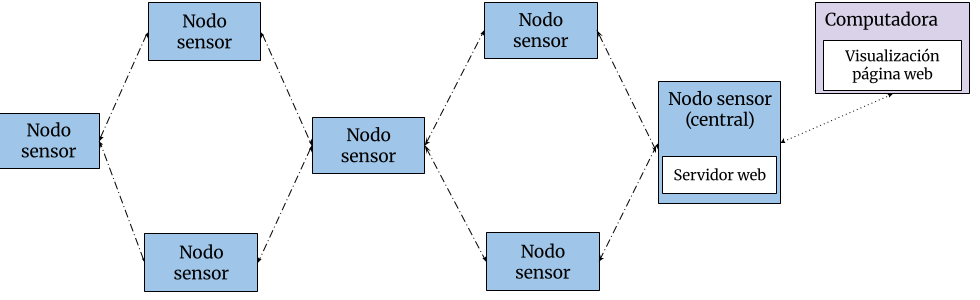 Nodo
sensor
Nodo
sensor
Nodo
sensor
Nodo
sensor
Nodo
sensor
Nodo
sensor
Nodo sensor
(central)
Servidor web
Computadora
Visualización
página web